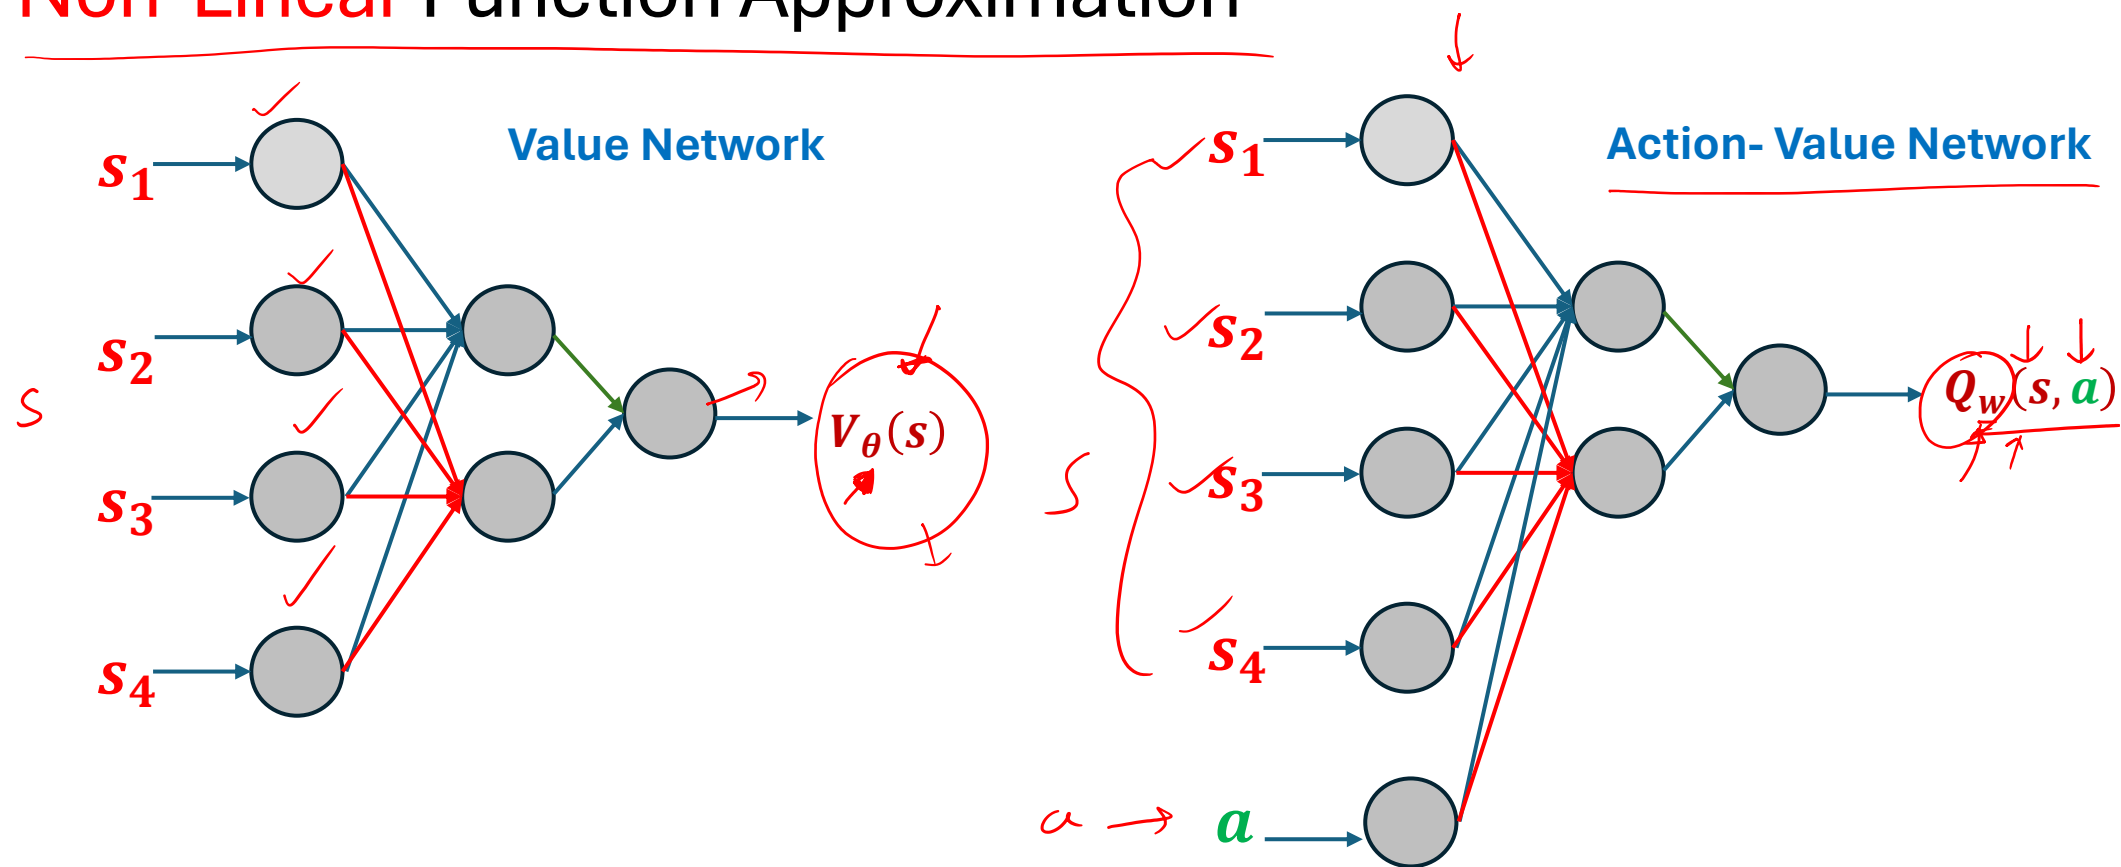 Non-Linear Function Approximation
Value Network
s1
s2
s3
s4
s
Vθ(s)
Action- Value Network
s1
s2
s3
s4
s
a → a
Qw(s, a)